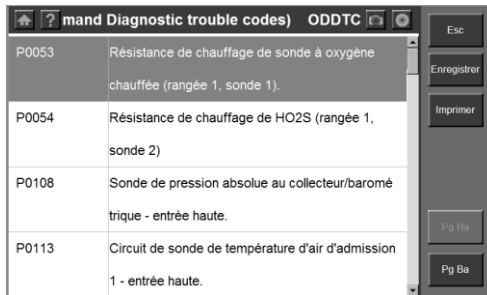 ? mand Diagnostic trouble codes) ODDTC
Esc
P0053 Résistance de chauffage de sonde à oxygène
chauffée (rangée 1, sonde 1).
Enregistrer
P0054 Résistance de chauffage de HO2S (rangée 1,
sonde 2)
Imprimer
P0108 Sonde de pression absolue au collecteur/baromé
trique - entrée haute.
Pg Ha
P0113 Circuit de sonde de température d'air d'admission
1 - entrée haute.
Pg Ba